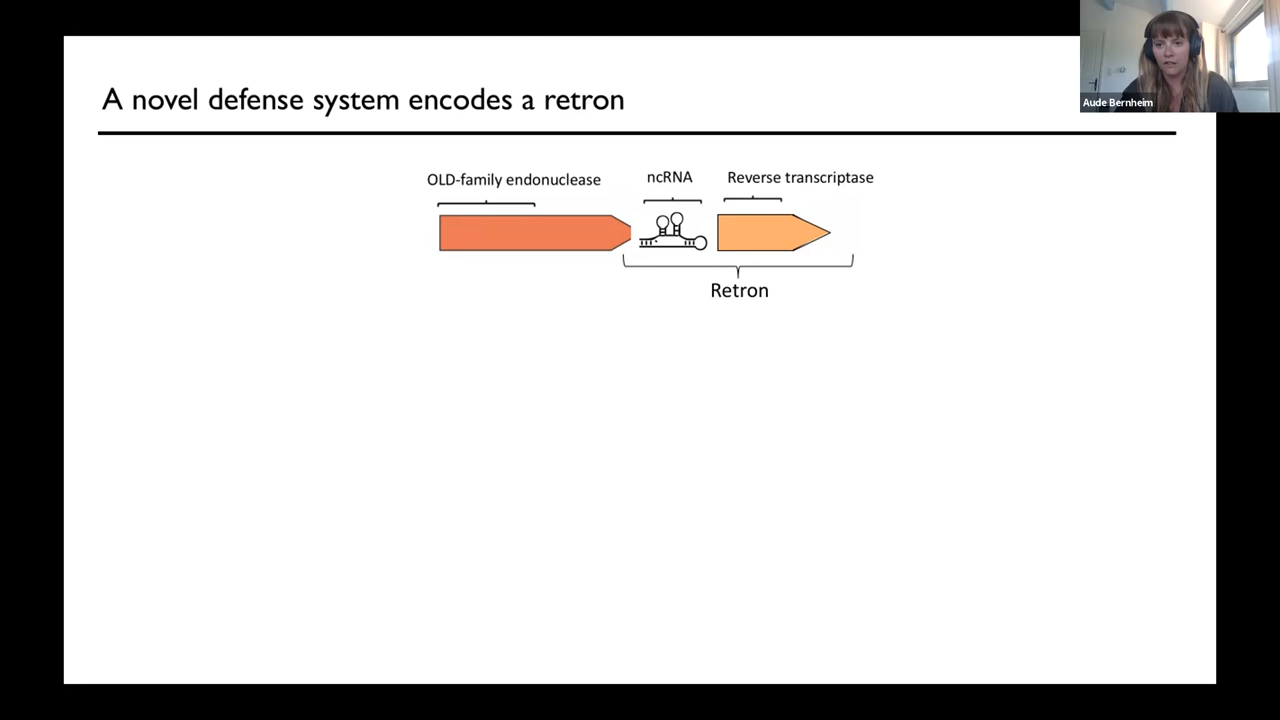 Aude Bernheim
A novel defense system encodes a retron
OLD-family endonuclease
ncRNA
Reverse transcriptase
Retron